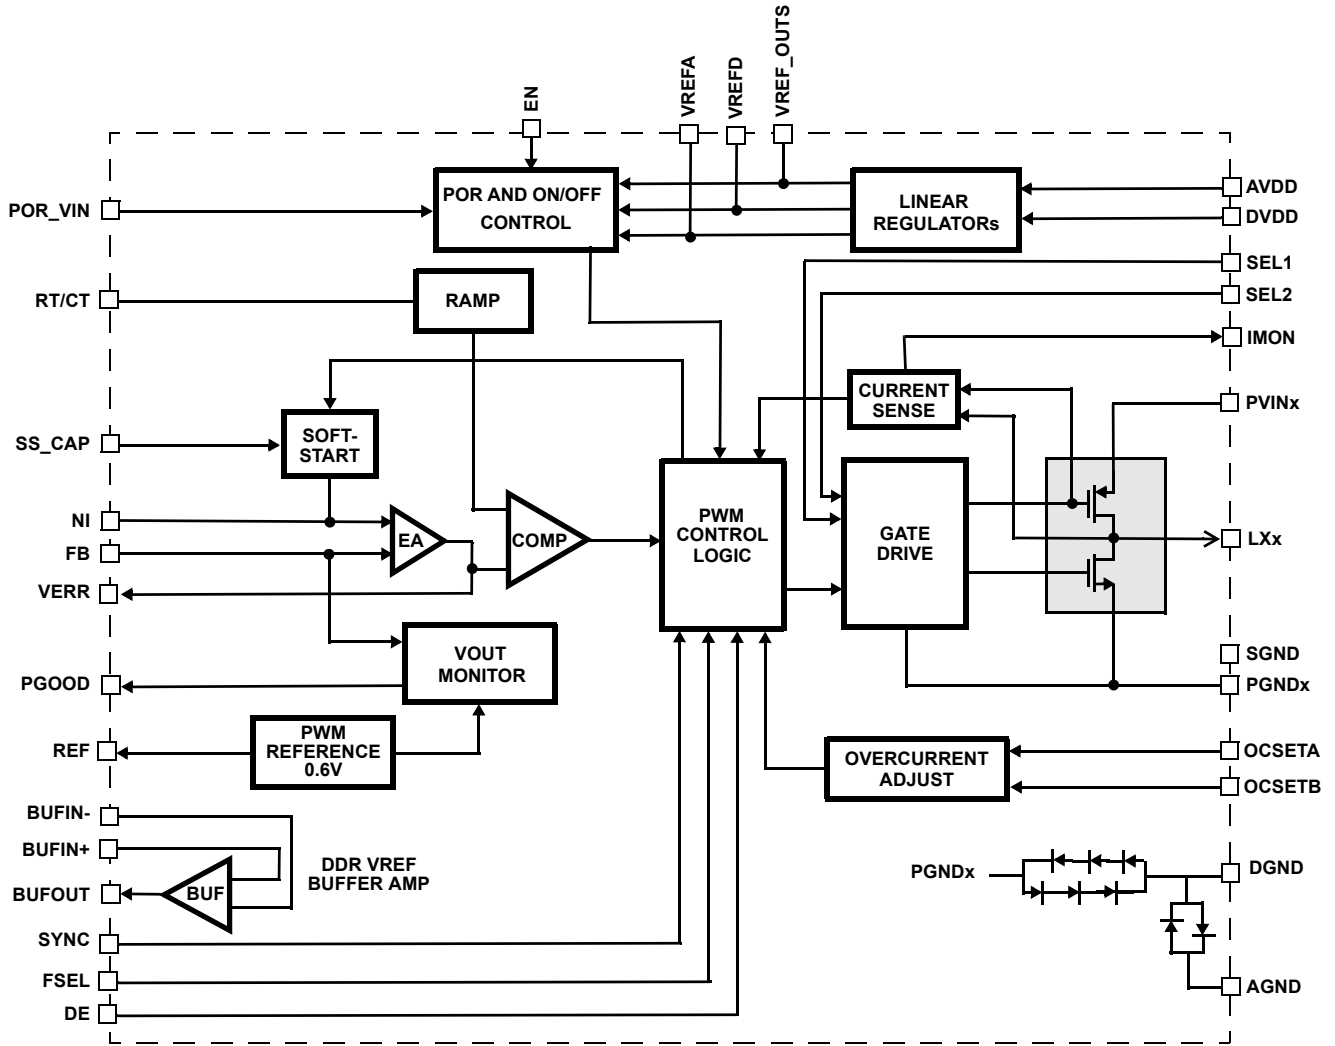 EN
VREFA
VREFD
VREF_OUTS
POR_VIN
POR AND ON/OFF
CONTROL
LINEAR
REGULATORs
AVDD
DVDD
SEL1
SEL2
RT/CT
RAMP
IMON
CURRENT
SENSE
PVINx
SS_CAP
SOFT-
START
NI
FB
VERR
EA
COMP
PWM
CONTROL
LOGIC
GATE
DRIVE
LXx
VOUT
MONITOR
SGND
PGNDx
PGOOD
REF
PWM
REFERENCE
0.6V
OVERCURRENT
ADJUST
OCSETA
OCSETB
BUFIN-
BUFIN+
BUFOUT
BUF
DDR VREF
BUFFER AMP
PGNDx
DGND
SYNC
FSEL
DE
AGND